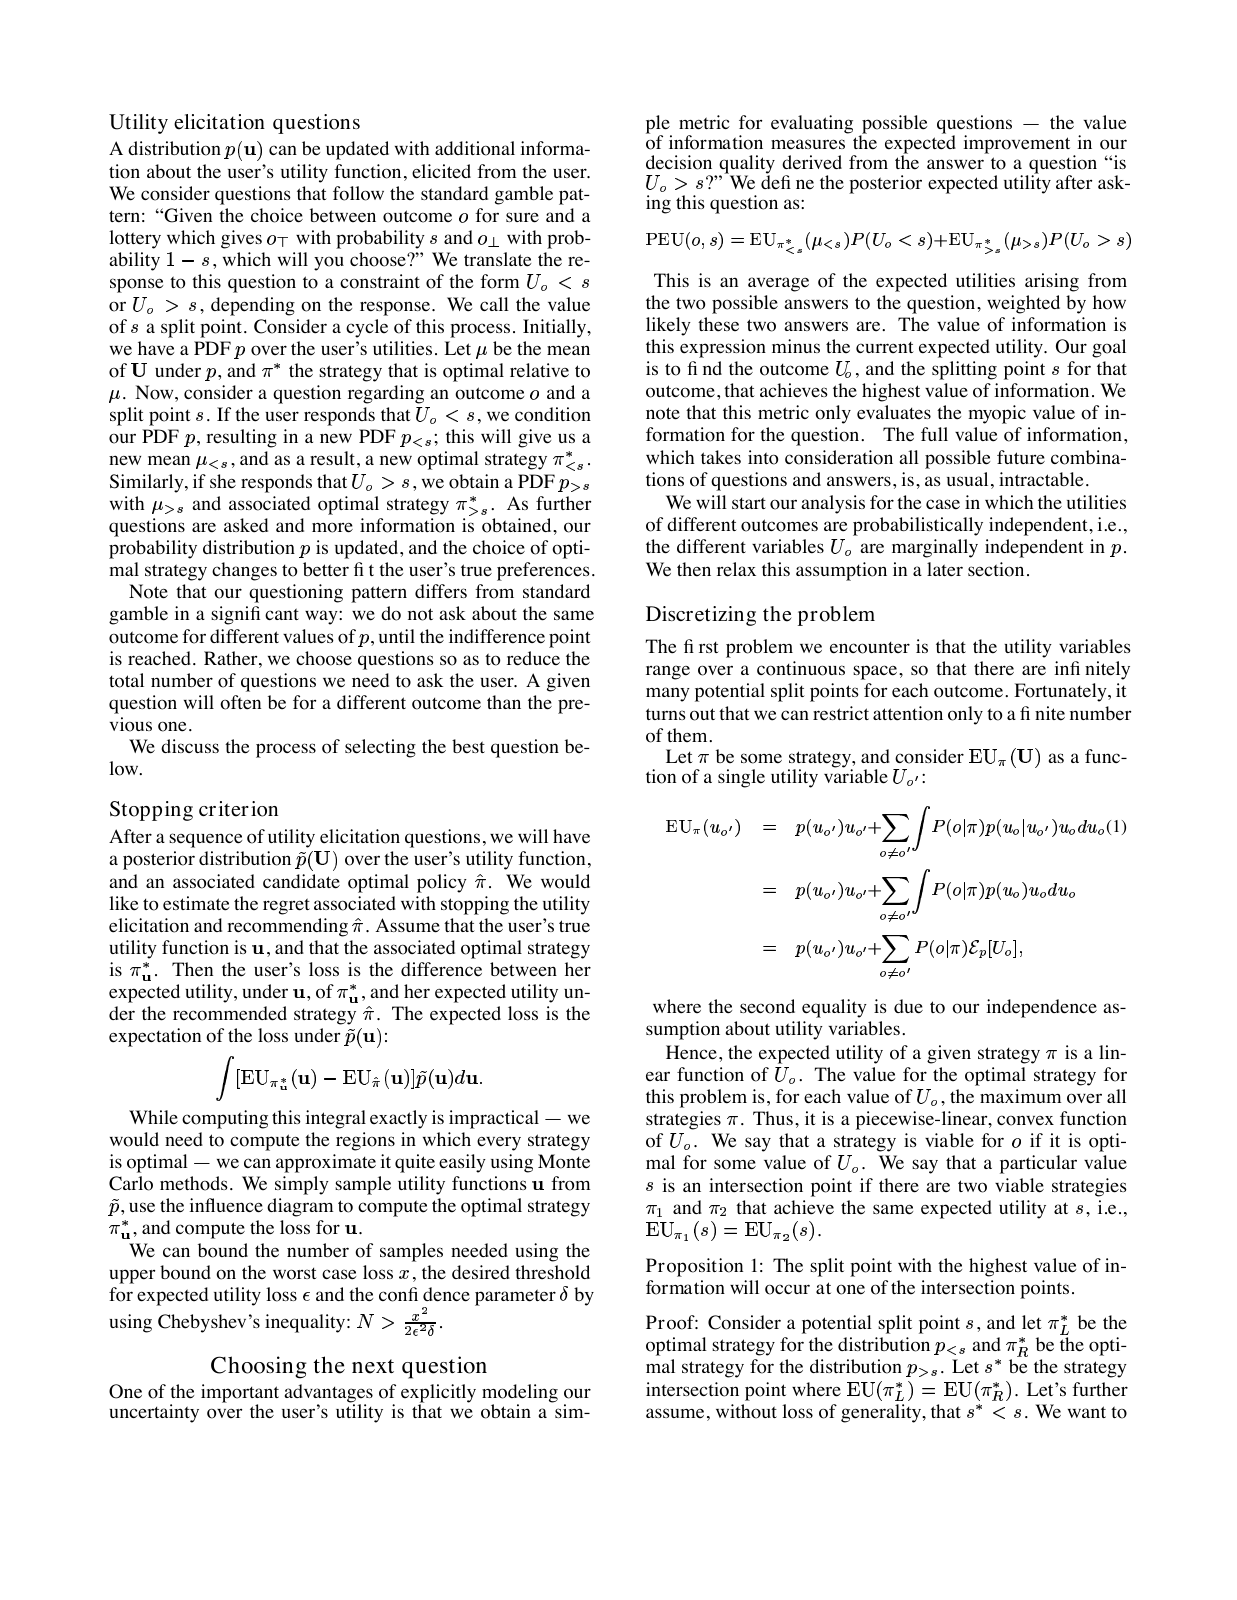 Utility elicitation questions
A distribution p(u) can be updated with additional informa-
tion about the user's utility function, elicited from the user.
We consider questions that follow the standard gamble pat-
tern: “Given the choice between outcome o for sure and a
lottery which gives o⊤ with probability s and o⊥ with prob-
ability 1 − s, which will you choose?” We translate the re-
sponse to this question to a constraint of the form U_o < s
or U_o > s, depending on the response. We call the value
of s a split point. Consider a cycle of this process. Initially,
we have a PDF p over the user's utilities. Let μ be the mean
of U under p, and π* the strategy that is optimal relative to
μ. Now, consider a question regarding an outcome o and a
split point s. If the user responds that U_o < s, we condition
our PDF p, resulting in a new PDF p_{<s}; this will give us a
new mean μ_{<s}, and as a result, a new optimal strategy π*_{<s}.
Similarly, if she responds that U_o > s, we obtain a PDF p_{>s}
with μ_{>s} and associated optimal strategy π*_{>s}. As further
questions are asked and more information is obtained, our
probability distribution p is updated, and the choice of opti-
mal strategy changes to better fi t the user's true preferences.
Note that our questioning pattern differs from standard
gamble in a signifi cant way: we do not ask about the same
outcome for different values of p, until the indifference point
is reached. Rather, we choose questions so as to reduce the
total number of questions we need to ask the user. A given
question will often be for a different outcome than the pre-
vious one.
We discuss the process of selecting the best question be-
low.
Stopping criterion
After a sequence of utility elicitation questions, we will have
a posterior distribution p̃(U) over the user's utility function,
and an associated candidate optimal policy π̂. We would
like to estimate the regret associated with stopping the utility
elicitation and recommending π̂. Assume that the user's true
utility function is u, and that the associated optimal strategy
is π*_u. Then the user's loss is the difference between her
expected utility, under u, of π*_u, and her expected utility un-
der the recommended strategy π̂. The expected loss is the
expectation of the loss under p̃(u):
∫[EU_{π*_u}(u) − EU_{π̂}(u)]p̃(u)du.
While computing this integral exactly is impractical — we
would need to compute the regions in which every strategy
is optimal — we can approximate it quite easily using Monte
Carlo methods. We simply sample utility functions u from
p̃, use the influence diagram to compute the optimal strategy
π*_u, and compute the loss for u.
We can bound the number of samples needed using the
upper bound on the worst case loss x, the desired threshold
for expected utility loss ϵ and the confi dence parameter δ by
using Chebyshev's inequality: N > x²/(2ϵ²δ).
Choosing the next question
One of the important advantages of explicitly modeling our
uncertainty over the user's utility is that we obtain a sim-
ple metric for evaluating possible questions — the value
of information measures the expected improvement in our
decision quality derived from the answer to a question “is
U_o > s?” We defi ne the posterior expected utility after ask-
ing this question as:
PEU(o, s) = EU_{π*_{<s}}(μ_{<s})P(U_o < s)+EU_{π*_{>s}}(μ_{>s})P(U_o > s)
This is an average of the expected utilities arising from
the two possible answers to the question, weighted by how
likely these two answers are. The value of information is
this expression minus the current expected utility. Our goal
is to fi nd the outcome U_o, and the splitting point s for that
outcome, that achieves the highest value of information. We
note that this metric only evaluates the myopic value of in-
formation for the question. The full value of information,
which takes into consideration all possible future combina-
tions of questions and answers, is, as usual, intractable.
We will start our analysis for the case in which the utilities
of different outcomes are probabilistically independent, i.e.,
the different variables U_o are marginally independent in p.
We then relax this assumption in a later section.
Discretizing the problem
The fi rst problem we encounter is that the utility variables
range over a continuous space, so that there are infi nitely
many potential split points for each outcome. Fortunately, it
turns out that we can restrict attention only to a fi nite number
of them.
Let π be some strategy, and consider EU_π(U) as a func-
tion of a single utility variable U_{o′}:
EU_π(u_{o′}) = p(u_{o′})u_{o′}+∑_{o≠o′}∫P(o|π)p(u_o|u_{o′})u_o du_o (1)
= p(u_{o′})u_{o′}+∑_{o≠o′}∫P(o|π)p(u_o)u_o du_o
= p(u_{o′})u_{o′}+∑_{o≠o′} P(o|π)ℰ_p[U_o],
where the second equality is due to our independence as-
sumption about utility variables.
Hence, the expected utility of a given strategy π is a lin-
ear function of U_o. The value for the optimal strategy for
this problem is, for each value of U_o, the maximum over all
strategies π. Thus, it is a piecewise-linear, convex function
of U_o. We say that a strategy is viable for o if it is opti-
mal for some value of U_o. We say that a particular value
s is an intersection point if there are two viable strategies
π_1 and π_2 that achieve the same expected utility at s, i.e.,
EU_{π_1}(s) = EU_{π_2}(s).
Proposition 1: The split point with the highest value of in-
formation will occur at one of the intersection points.
Proof: Consider a potential split point s, and let π*_L be the
optimal strategy for the distribution p_{<s} and π*_R be the opti-
mal strategy for the distribution p_{>s}. Let s* be the strategy
intersection point where EU(π*_L) = EU(π*_R). Let's further
assume, without loss of generality, that s* < s. We want to